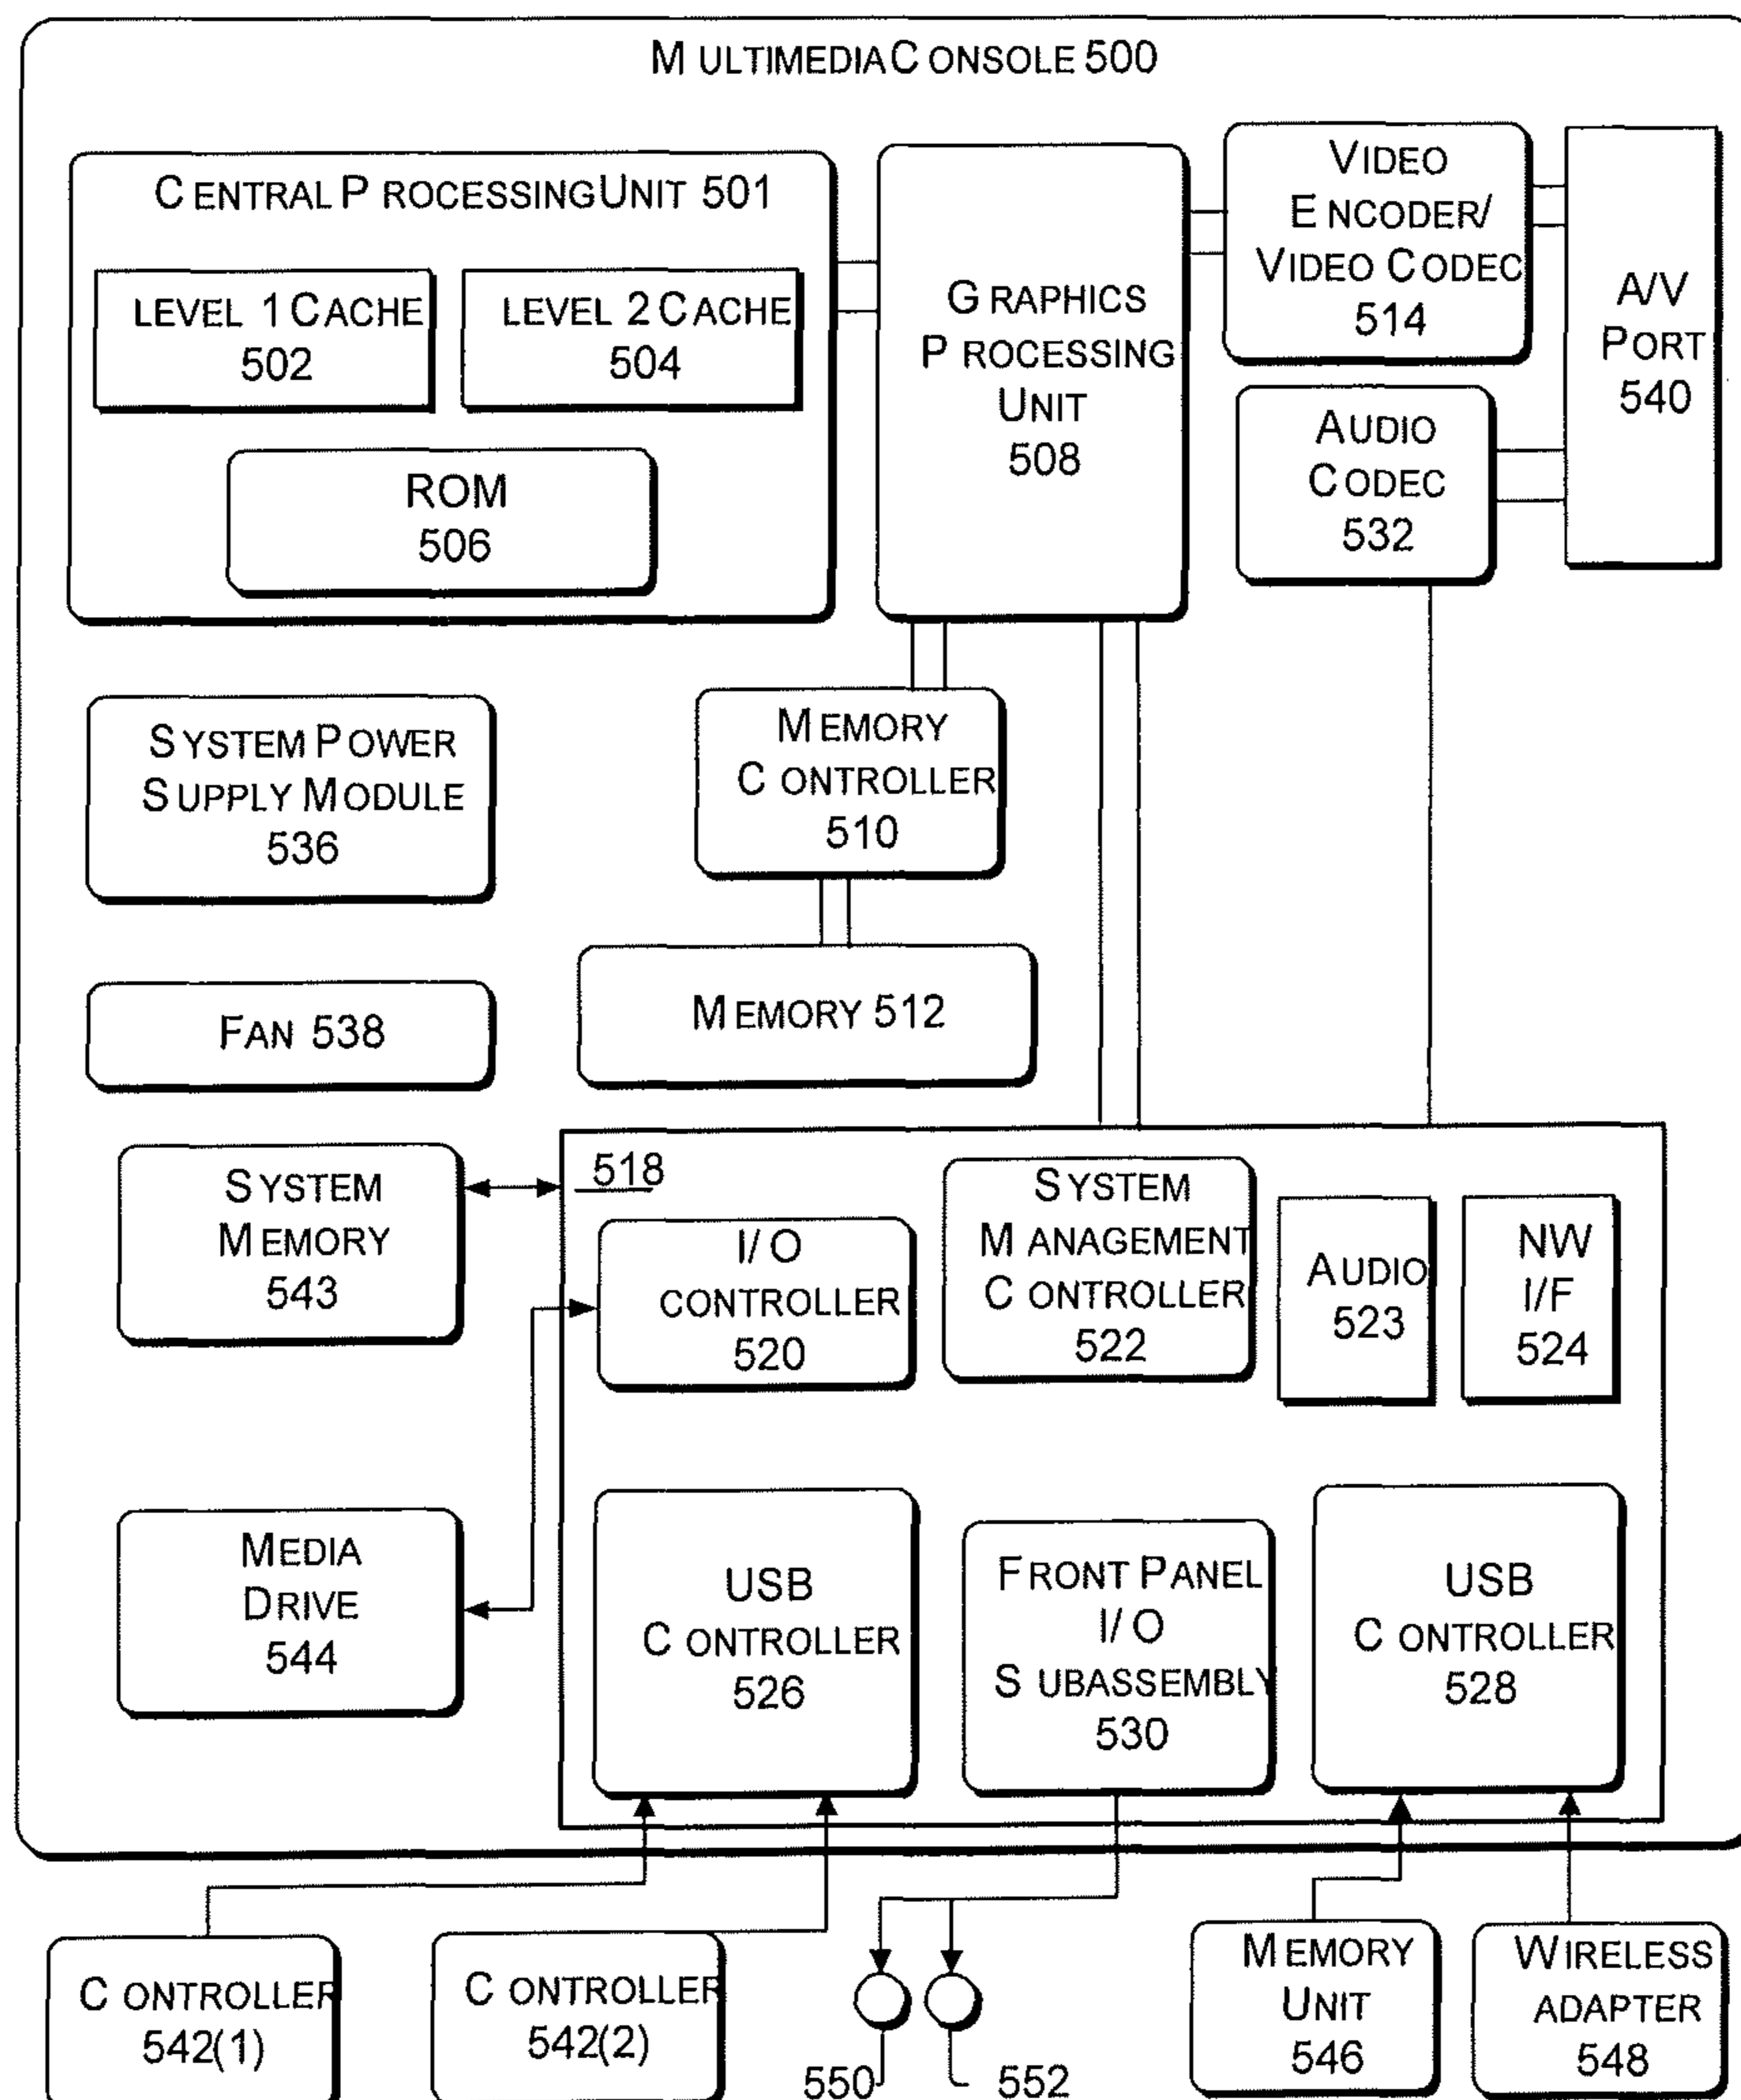 MULTIMEDIA CONSOLE 500
CENTRAL PROCESSING UNIT 501
LEVEL 1 CACHE
502
LEVEL 2 CACHE
504
ROM
506
GRAPHICS
PROCESSING
UNIT
508
VIDEO
ENCODER/
VIDEO CODEC
514
A/V
PORT
540
AUDIO
CODEC
532
SYSTEM POWER
SUPPLY MODULE
536
MEMORY
CONTROLLER
510
FAN 538
MEMORY 512
SYSTEM
MEMORY
543
518
I/O
CONTROLLER
520
SYSTEM
MANAGEMENT
CONTROLLER
522
AUDIO
523
NW
I/F
524
MEDIA
DRIVE
544
USB
CONTROLLER
526
FRONT PANEL
I/O
SUBASSEMBLY
530
USB
CONTROLLER
528
CONTROLLER
542(1)
CONTROLLER
542(2)
550
552
MEMORY
UNIT
546
WIRELESS
ADAPTER
548